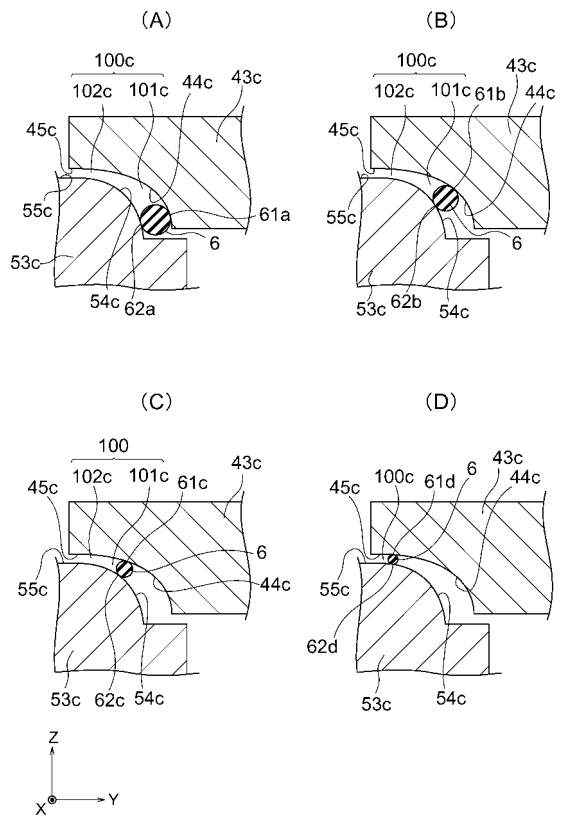 (A)
100c
102c 101c 44c 43c
45c
55c
61a
6
53c
54c 62a
(B)
100c
43c
102c 101c 61b 44c
45c
55c
6
62b
53c 54c
(C)
100
102c 101c 61c 43c
45c
6
55c
44c
53c 62c 54c
(D)
6
43c
45c 100c 61d 44c
55c
62d
53c 54c
Z
X Y